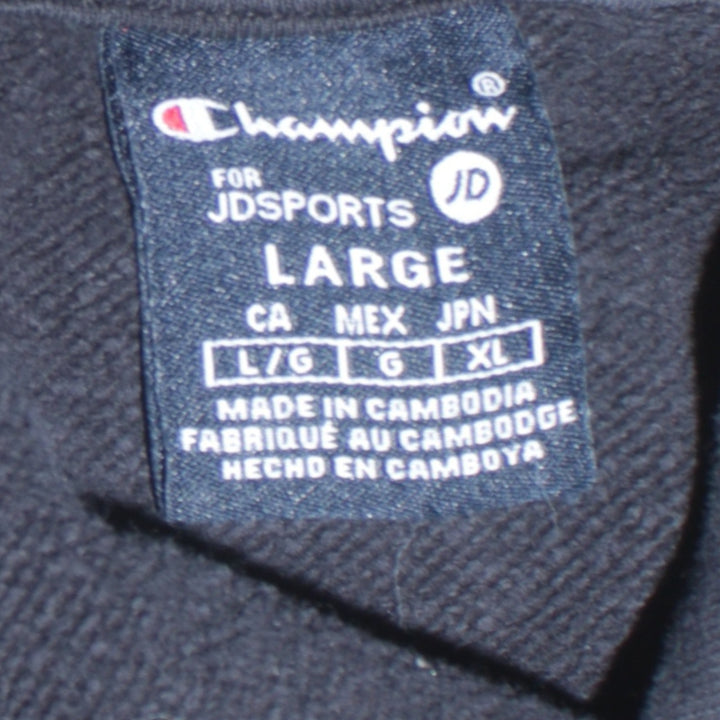 Champion®
FOR
JDSPORTS JD
LARGE
CA MEX JPN
L/G G XL
MADE IN CAMBODIA
FABRIQUÉ AU CAMBODGE
HECHO EN CAMBOYA